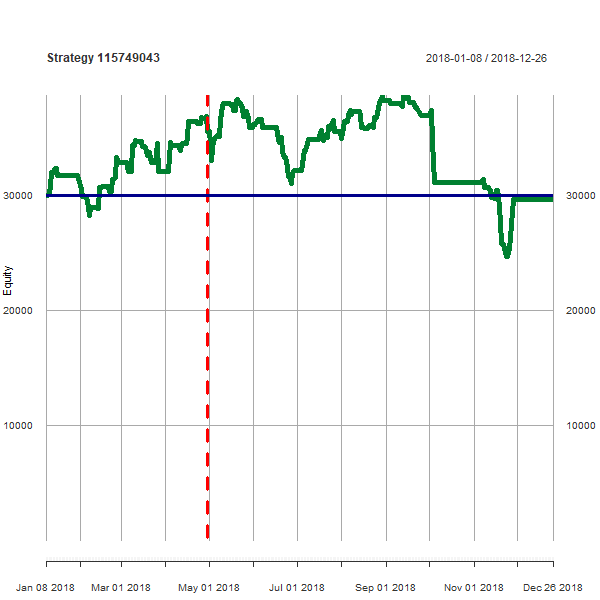 Strategy 115749043
2018-01-08 / 2018-12-26
30000
30000
Equity
20000
20000
10000
10000
Jan 08 2018
Mar 01 2018
May 01 2018
Jul 01 2018
Sep 01 2018
Nov 01 2018
Dec 26 2018